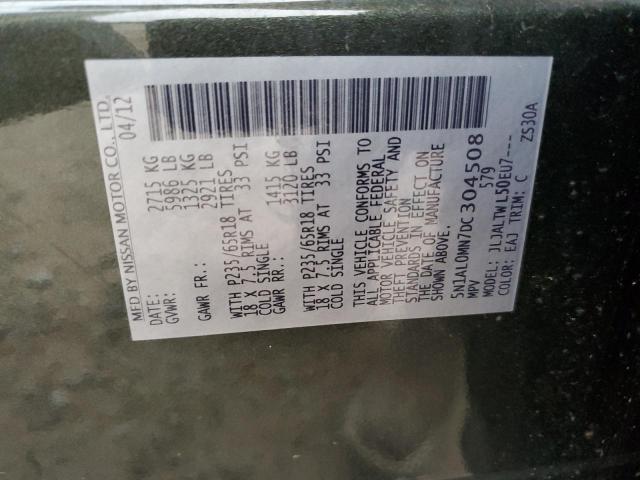 MFD BY NISSAN MOTOR CO., LTD.
DATE: 04/12
GVWR: 2715 KG
5986 LB
GAWR FR.: 1325 KG
2921 LB
WITH P235/65R18 TIRES
18 X 7.5 RIMS AT 33 PSI
COLD SINGLE
GAWR RR.: 1415 KG
3120 LB
WITH P235/65R18 TIRES
18 X 7.5 RIMS AT 33 PSI
COLD SINGLE
THIS VEHICLE CONFORMS TO
ALL APPLICABLE FEDERAL
MOTOR VEHICLE SAFETY AND
THEFT PREVENTION
STANDARDS IN EFFECT ON
THE DATE OF MANUFACTURE
SHOWN ABOVE.
5N1AL0MN7DC304508
MPV 579
MODEL: JL1ALTWL50EU7---
COLOR: EAJ TRIM: C ZS30A